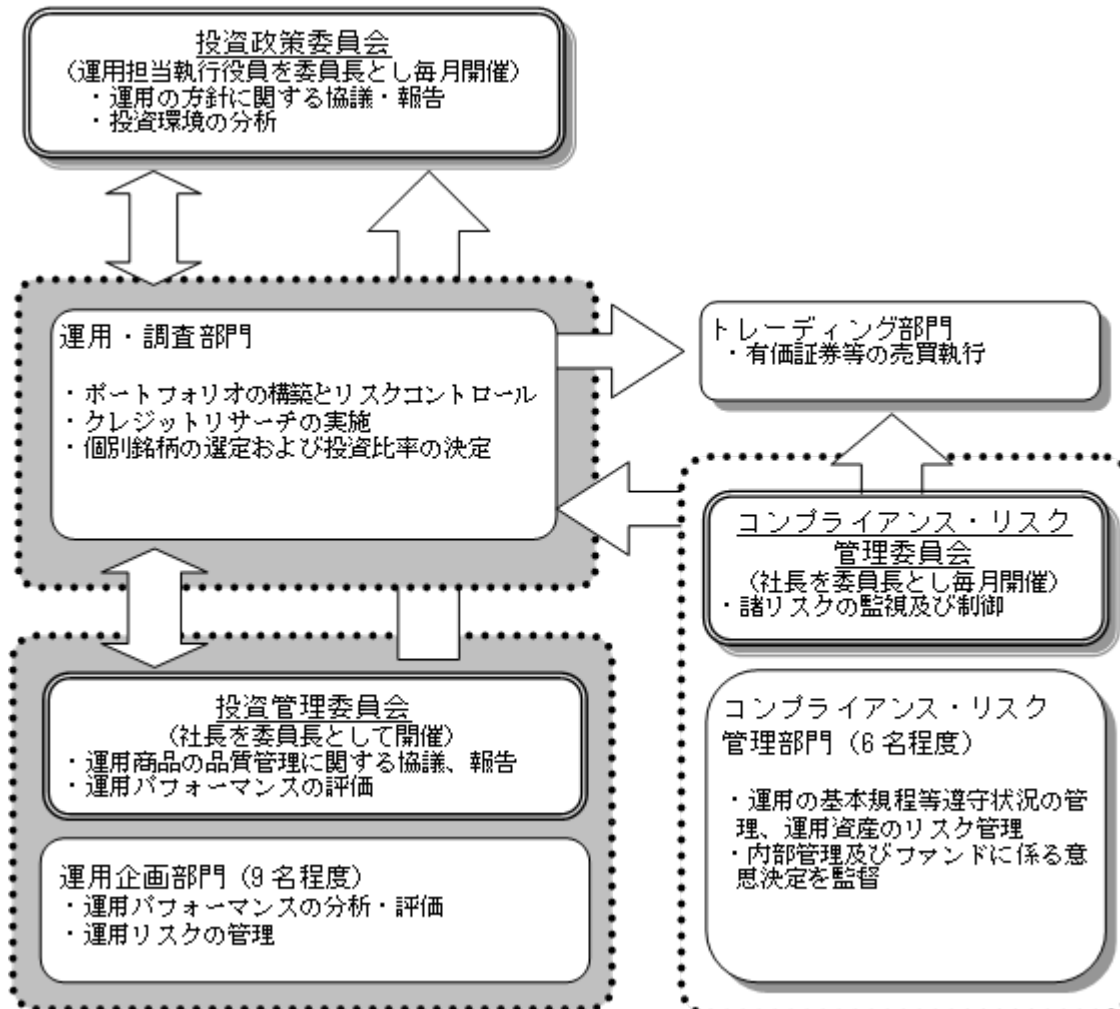 投資政策委員会
(運用担当執行役員を委員長とし毎月開催)
・運用の方針に関する協議・報告
・投資環境の分析
運用・調査部門
・ポートフォリオの構築とリスクコントロール
・クレジットリサーチの実施
・個別銘柄の選定および投資比率の決定
トレーディング部門
・有価証券等の売買執行
コンプライアンス・リスク
管理委員会
(社長を委員長とし毎月開催)
・諸リスクの監視及び制御
投資管理委員会
(社長を委員長として開催)
・運用商品の品質管理に関する協議、報告
・運用パフォーマンスの評価
運用企画部門(9名程度)
・運用パフォーマンスの分析・評価
・運用リスクの管理
コンプライアンス・リスク
管理部門(6名程度)
・運用の基本規程等遵守状況の管
理、運用資産のリスク管理
・内部管理及びファンドに係る意
思決定を監督